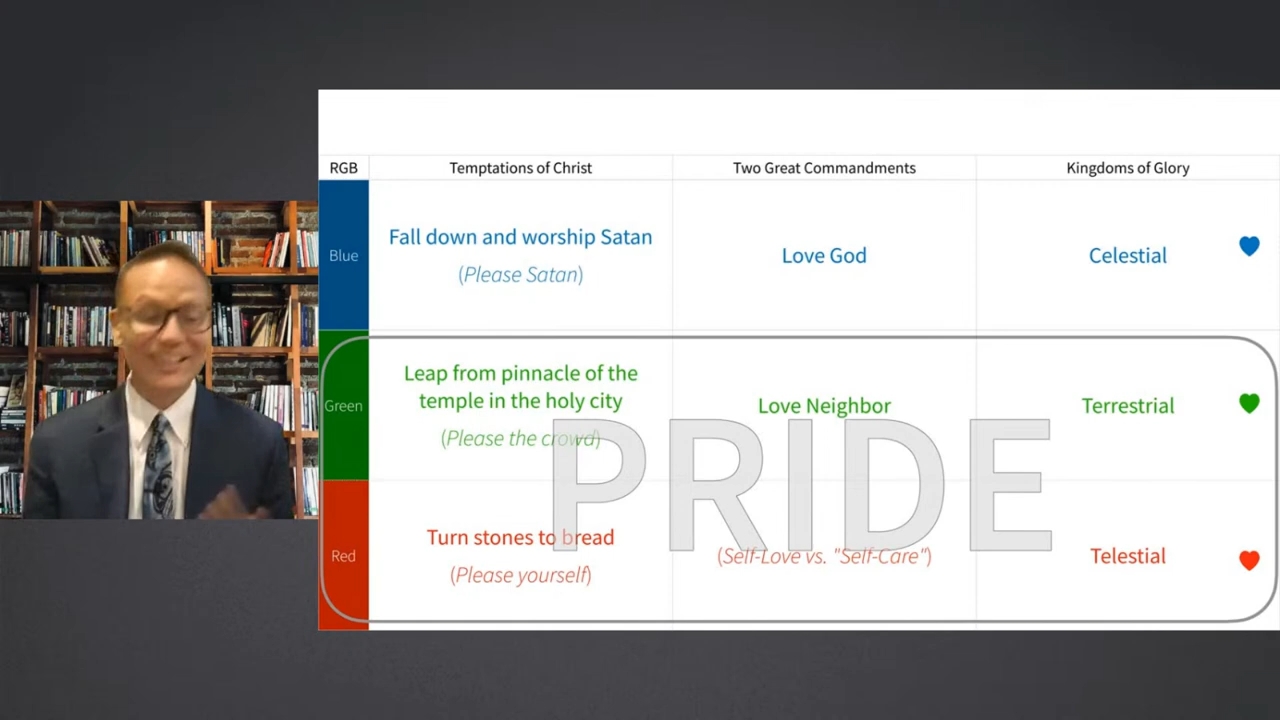 RGB Temptations of Christ Two Great Commandments Kingdoms of Glory
Blue
Fall down and worship Satan
(Please Satan)
Love God
Celestial
Green
Leap from pinnacle of the
temple in the holy city
(Please the crowd)
Love Neighbor
Terrestrial
PRIDE
Red
Turn stones to bread
(Please yourself)
(Self-Love vs. "Self-Care")
Telestial